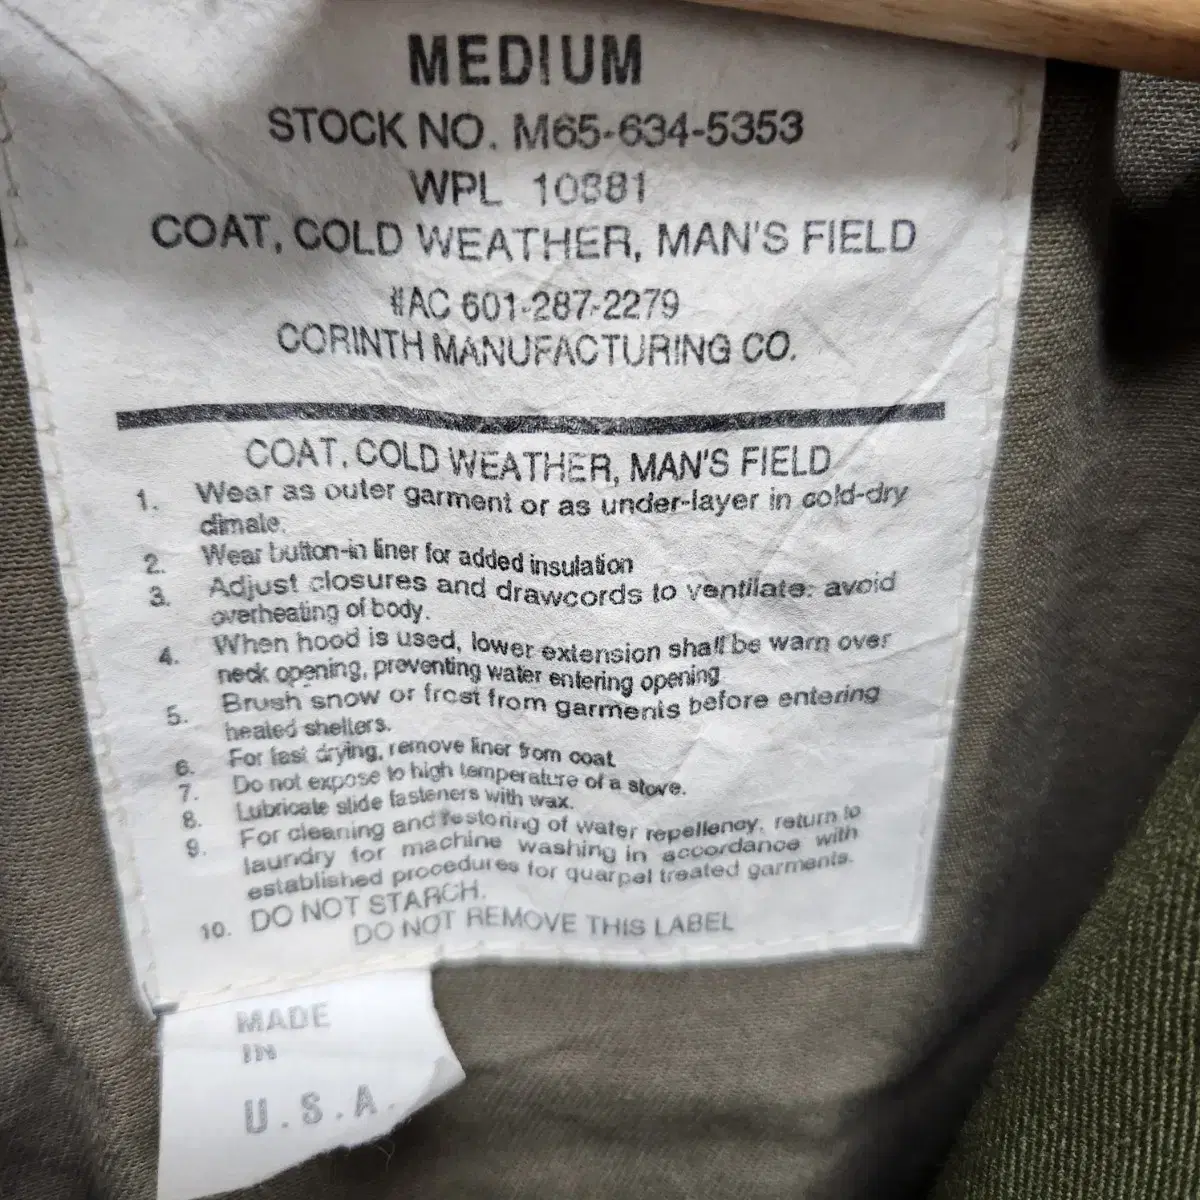 MEDIUM
STOCK NO. M65-634-5353
WPL 10881
COAT, COLD WEATHER, MAN'S FIELD
#AC 601-287-2279
CORINTH MANUFACTURING CO.
COAT, COLD WEATHER, MAN'S FIELD
1. Wear as outer garment or as under-layer in cold-dry
climate.
2. Wear button-in liner for added insulation
3. Adjust closures and drawcords to ventilate: avoid
overheating of body.
4. When hood is used, lower extension shall be warn over
neck opening, preventing water entering opening.
5. Brush snow or frost from garments before entering
heated shelters.
6. For fast drying, remove liner from coat.
7. Do not expose to high temperature of a stove.
8. Lubricate slide fasteners with wax.
9. For cleaning and restoring of water repellency, return to
laundry for machine washing in accordance with
established procedures for quarpel treated garments.
10. DO NOT STARCH.
DO NOT REMOVE THIS LABEL
MADE
IN
U.S.A.